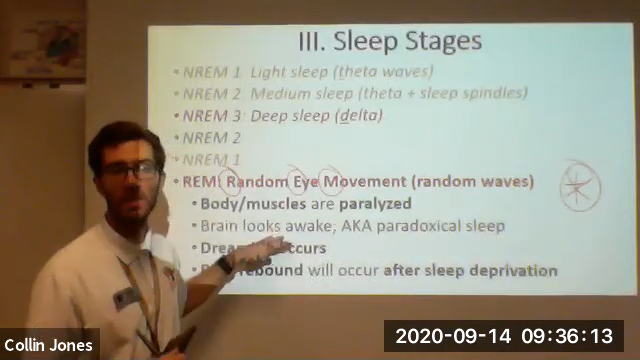 III. Sleep Stages
• NREM 1: Light sleep (theta waves)
• NREM 2: Medium sleep (theta + sleep spindles)
• NREM 3: Deep sleep (delta)
• NREM 2
• NREM 1
• REM: Random Eye Movement (random waves)
• Body/muscles are paralyzed
• Brain looks awake; AKA paradoxical sleep
• occurs
• rebound will occur after sleep deprivation
Collin Jones
2020-09-14 09:36:13